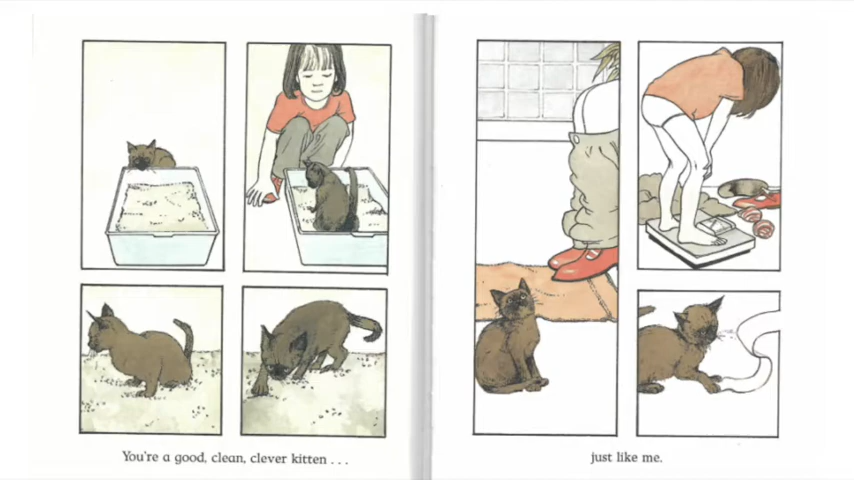 You're a good, clean, clever kitten . . .
just like me.